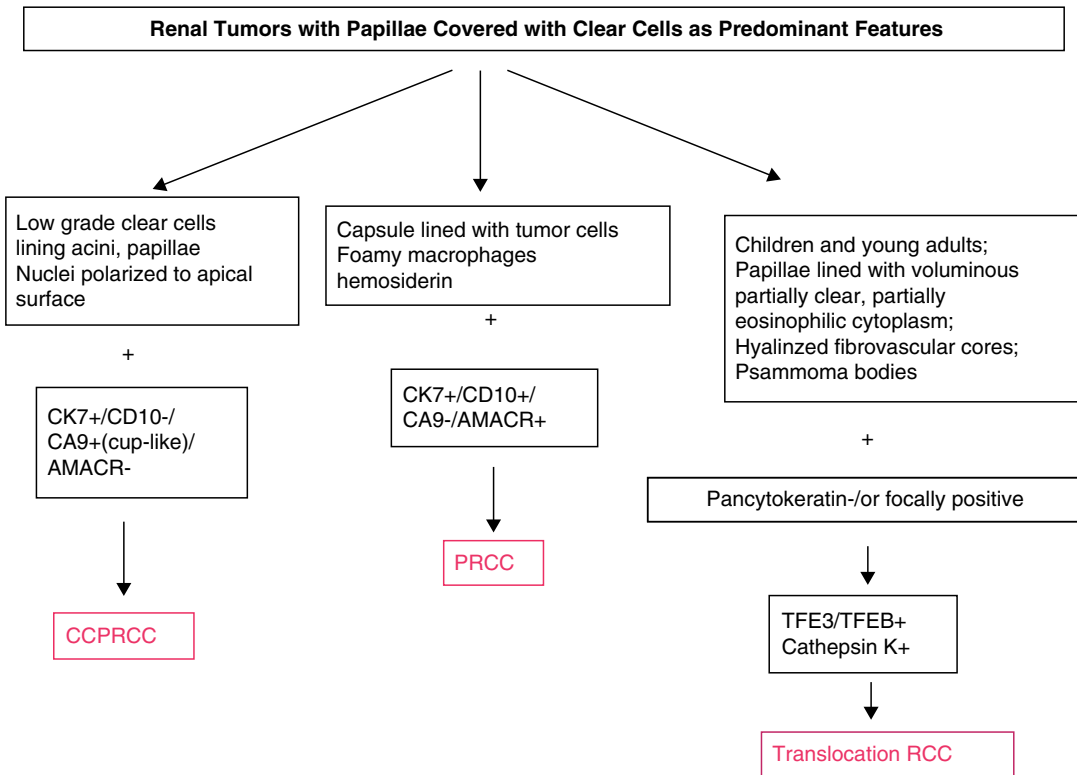 Renal Tumors with Papillae Covered with Clear Cells as Predominant Features
Low grade clear cells
lining acini, papillae
Nuclei polarized to apical
surface
+
CK7+/CD10-/
CA9+(cup-like)/
AMACR-
CCPRCC
Capsule lined with tumor cells
Foamy macrophages
hemosiderin
+
CK7+/CD10+/
CA9-/AMACR+
PRCC
Children and young adults;
Papillae lined with voluminous
partially clear, partially
eosinophilic cytoplasm;
Hyalinzed fibrovascular cores;
Psammoma bodies
+
Pancytokeratin-/or focally positive
TFE3/TFEB+
Cathepsin K+
Translocation RCC